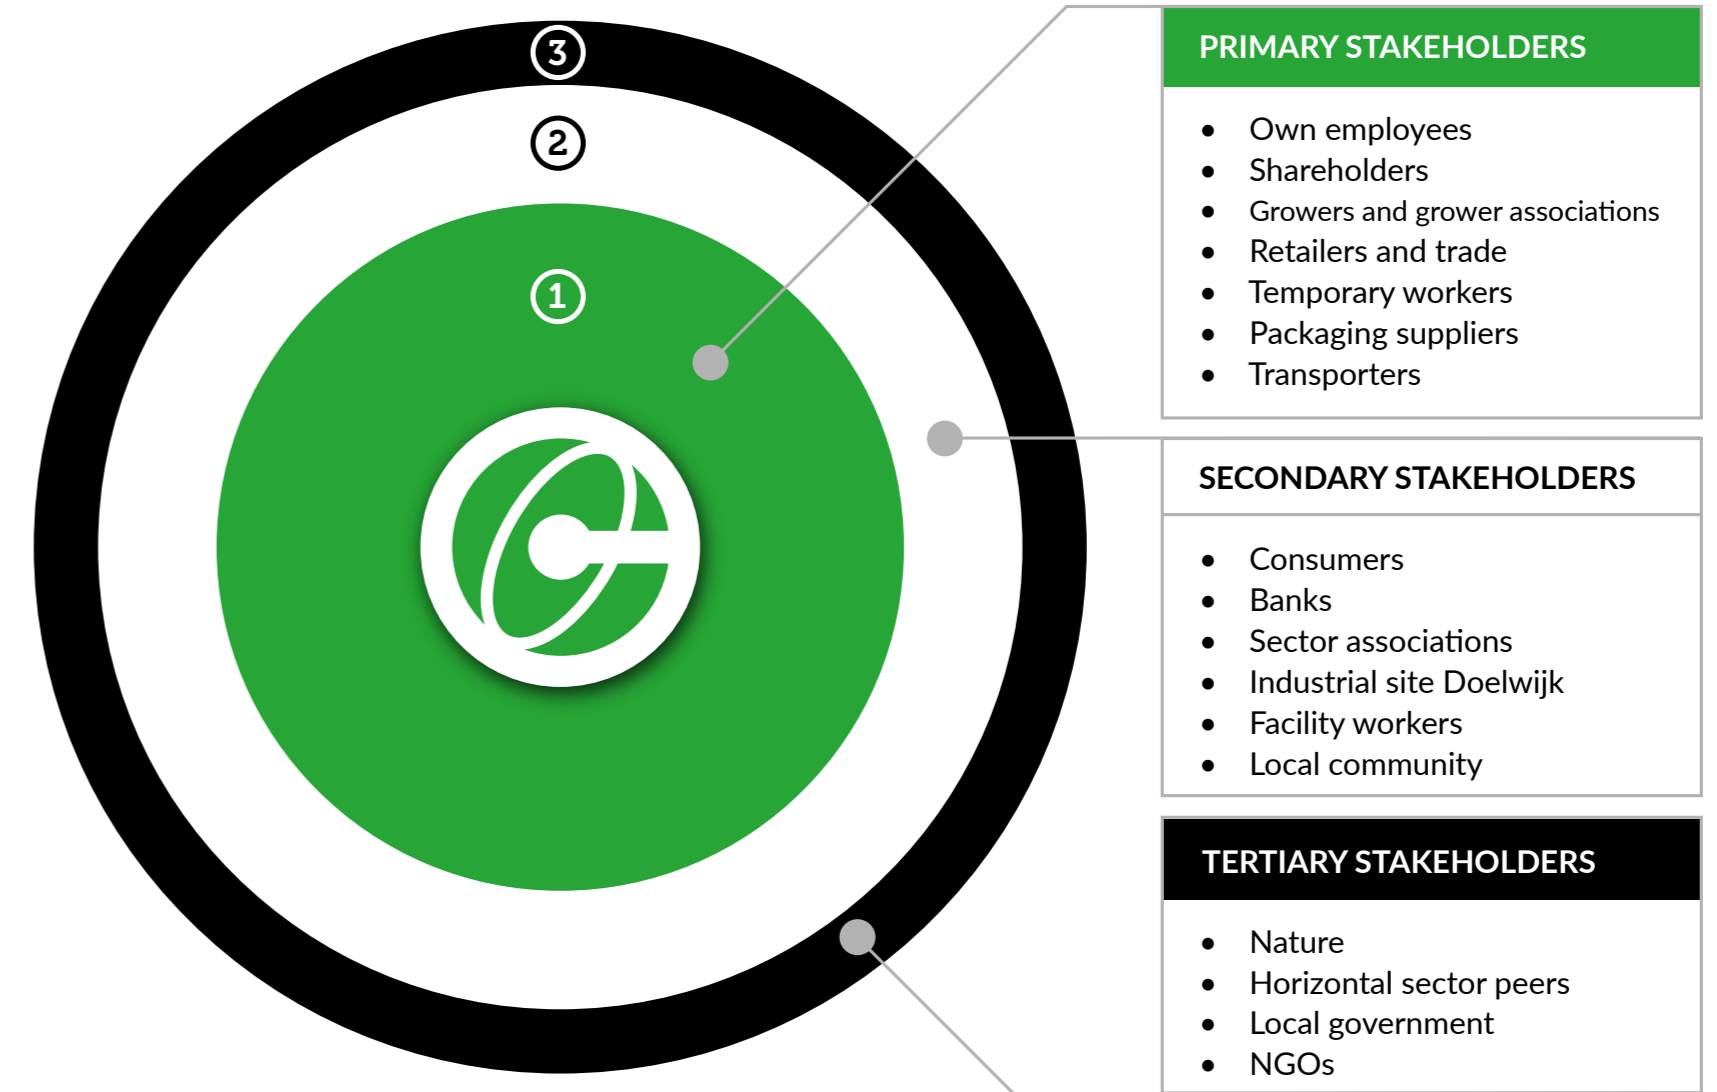 3
2
1
PRIMARY STAKEHOLDERS
• Own employees
• Shareholders
• Growers and grower associations
• Retailers and trade
• Temporary workers
• Packaging suppliers
• Transporters
SECONDARY STAKEHOLDERS
• Consumers
• Banks
• Sector associations
• Industrial site Doelwijk
• Facility workers
• Local community
TERTIARY STAKEHOLDERS
• Nature
• Horizontal sector peers
• Local government
• NGOs